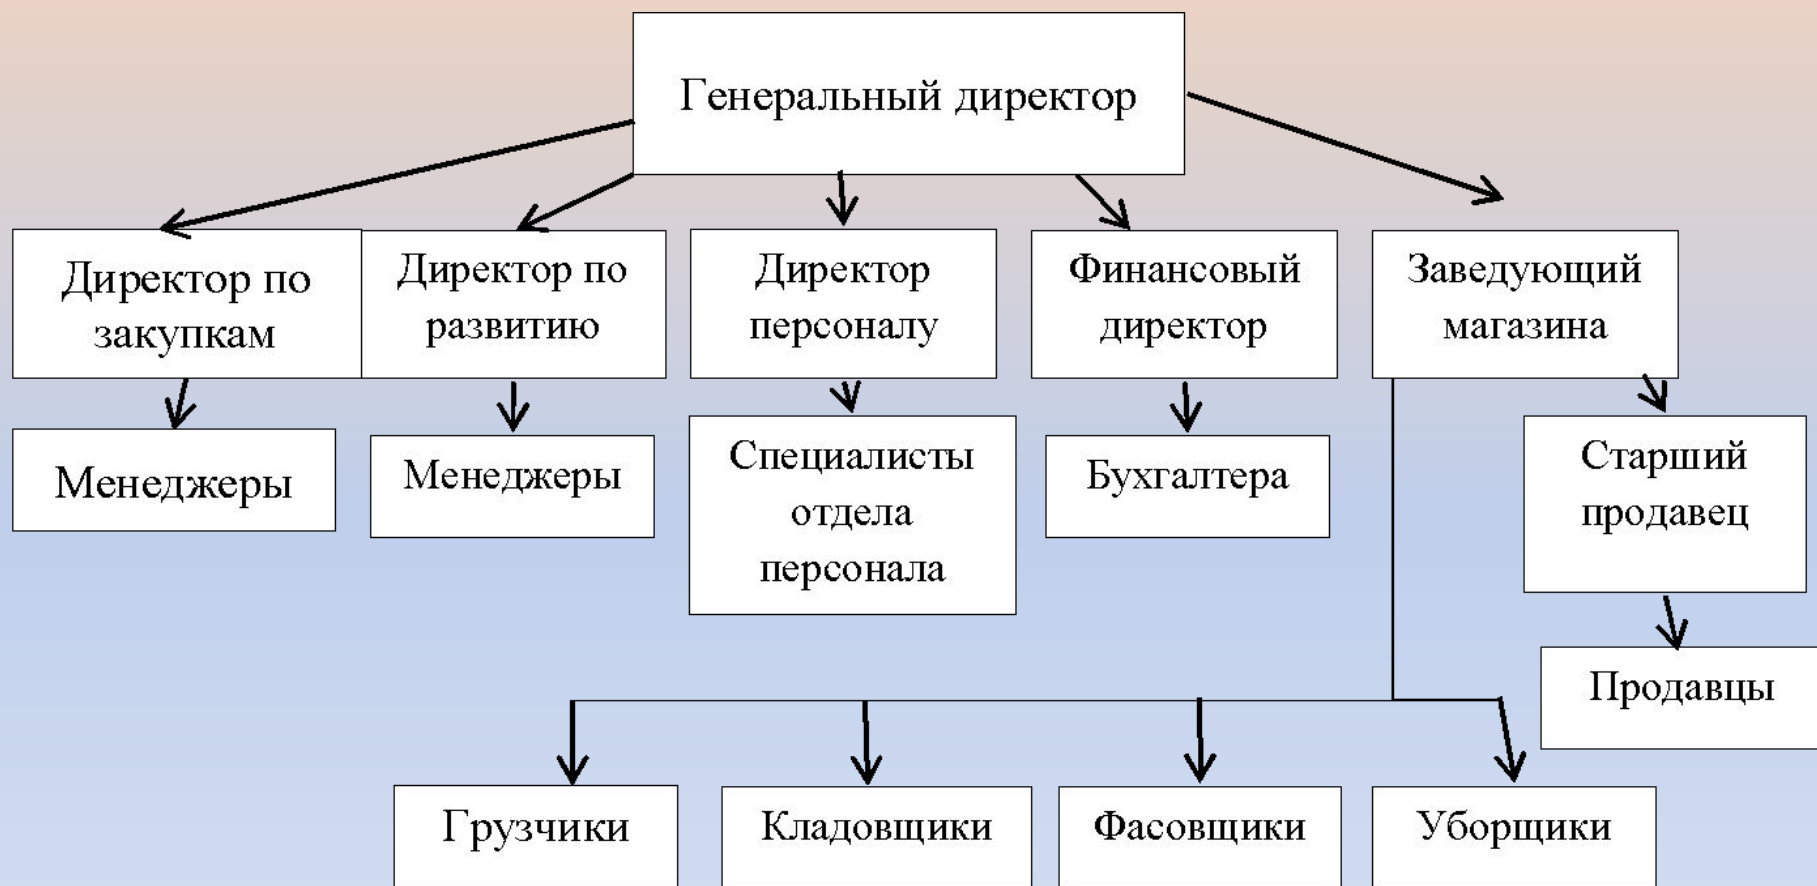 Генеральный директор
Директор по
закупкам
Директор по
развитию
Директор
персоналу
Финансовый
директор
Заведующий
магазина
Менеджеры
Менеджеры
Специалисты
отдела
персонала
Бухгалтера
Старший
продавец
Продавцы
Грузчики
Кладовщики
Фасовщики
Уборщики